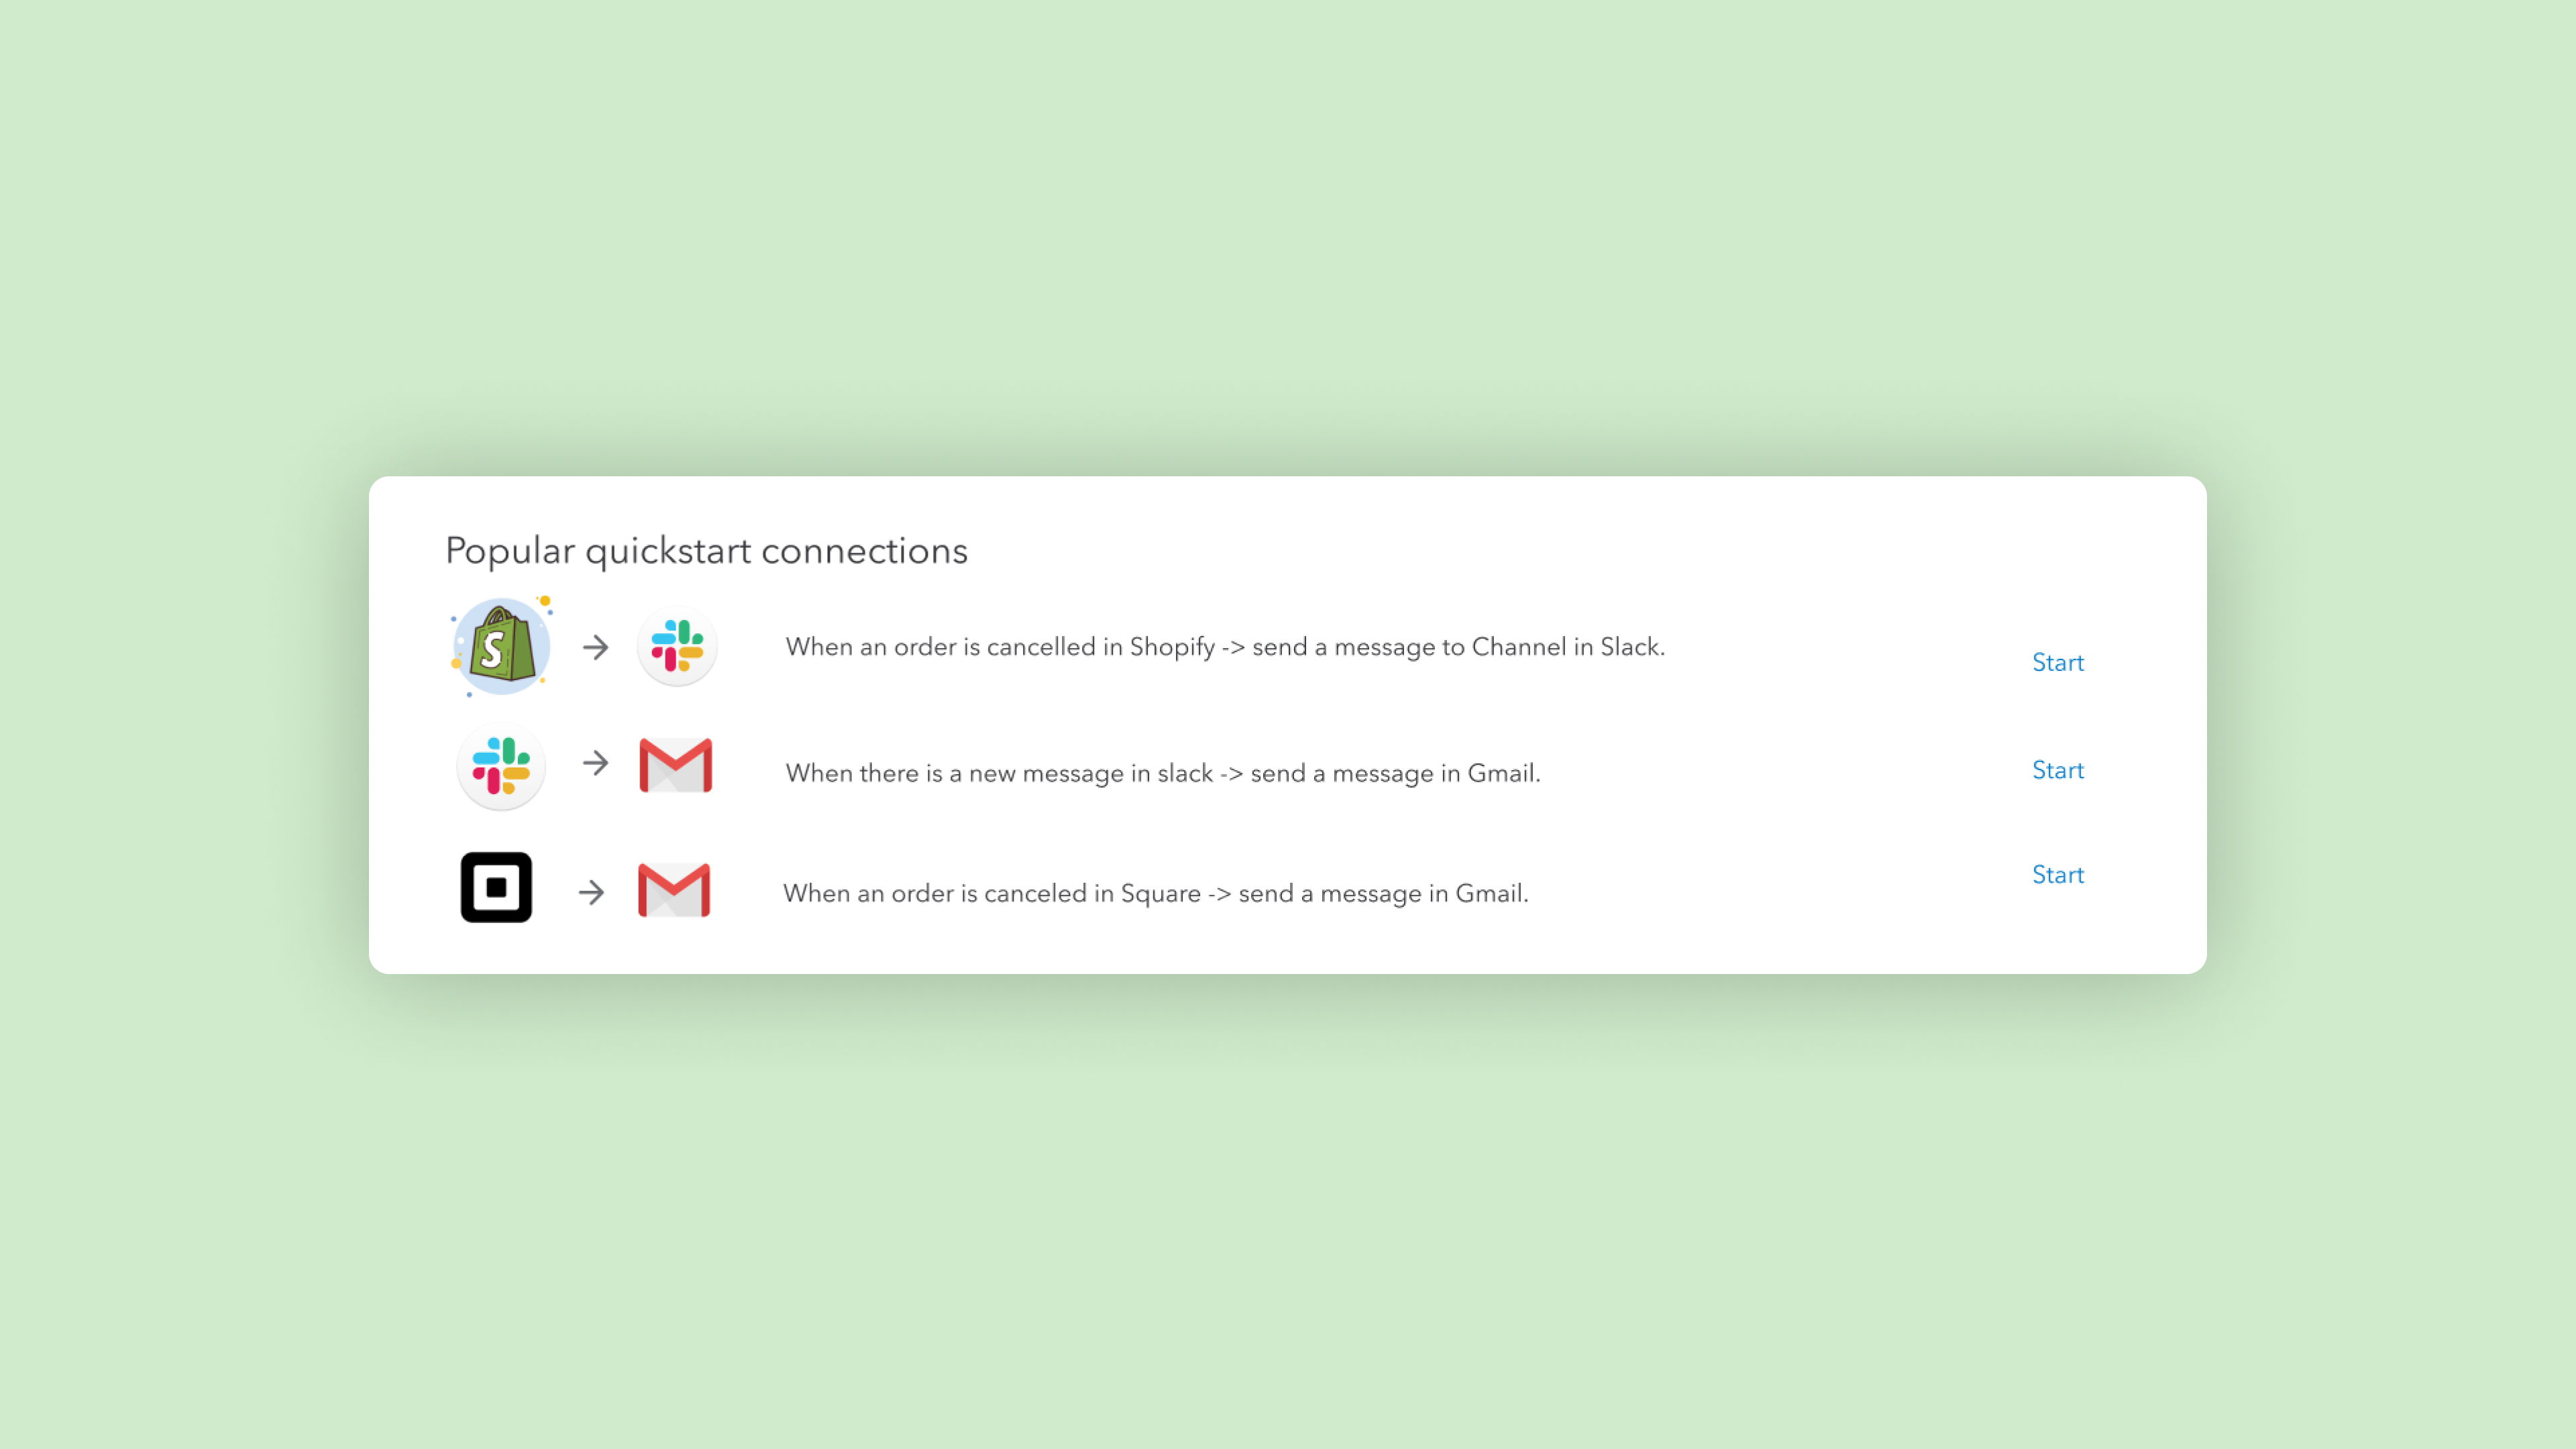 Popular quickstart connections
When an order is cancelled in Shopify -> send a message to Channel in Slack.
Start
When there is a new message in slack -> send a message in Gmail.
Start
When an order is canceled in Square -> send a message in Gmail.
Start